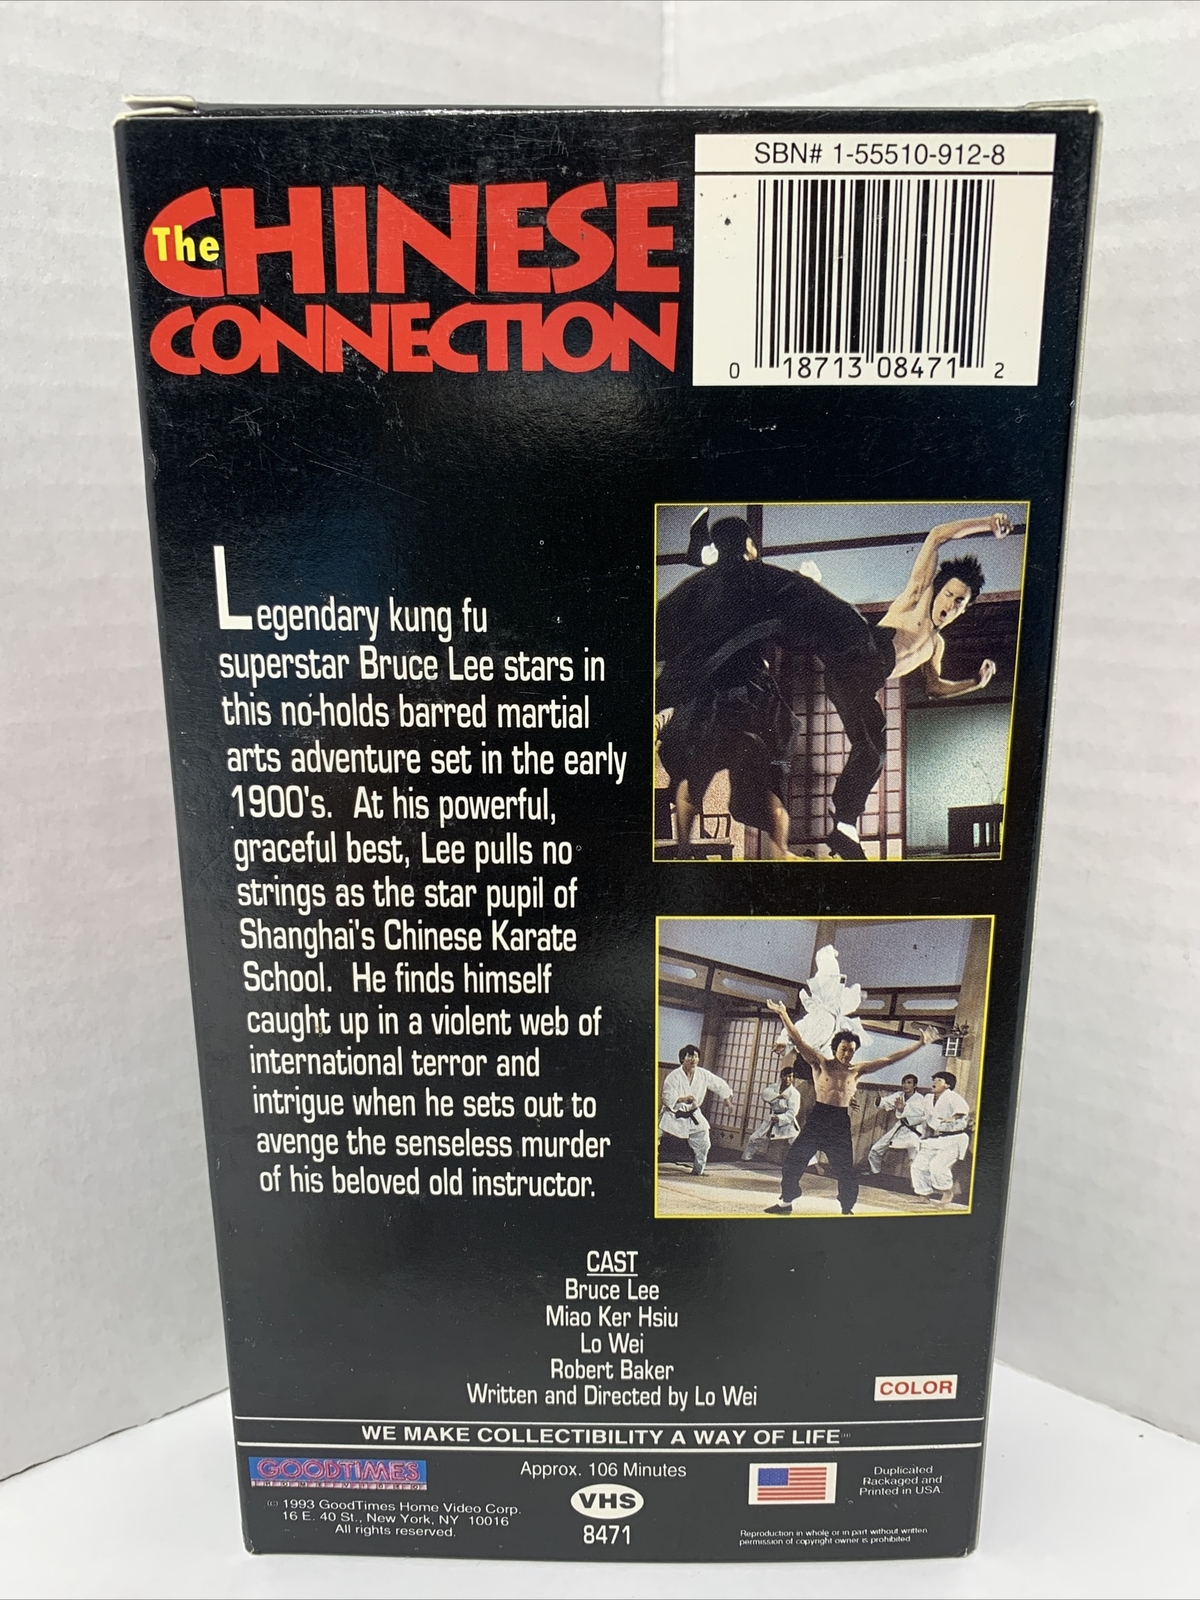 SBN# 1-55510-912-8
The CHINESE
CONNECTION
0 18713 08471 2
Legendary kung fu
superstar Bruce Lee stars in
this no-holds barred martial
arts adventure set in the early
1900's. At his powerful,
graceful best, Lee pulls no
strings as the star pupil of
Shanghai's Chinese Karate
School. He finds himself
caught up in a violent web of
international terror and
intrigue when he sets out to
avenge the senseless murder
of his beloved old instructor.
CAST
Bruce Lee
Miao Ker Hsiu
Lo Wei
Robert Baker
Written and Directed by Lo Wei
COLOR
WE MAKE COLLECTIBILITY A WAY OF LIFE
GOODTIMES
HOME VIDEO
© 1993 GoodTimes Home Video Corp.
16 E. 40 St., New York, NY 10016
All rights reserved.
Approx. 106 Minutes
VHS
8471
Duplicated
Packaged and
Printed in USA.
Reproduction in whole or in part without written
permission of copyright owner is prohibited